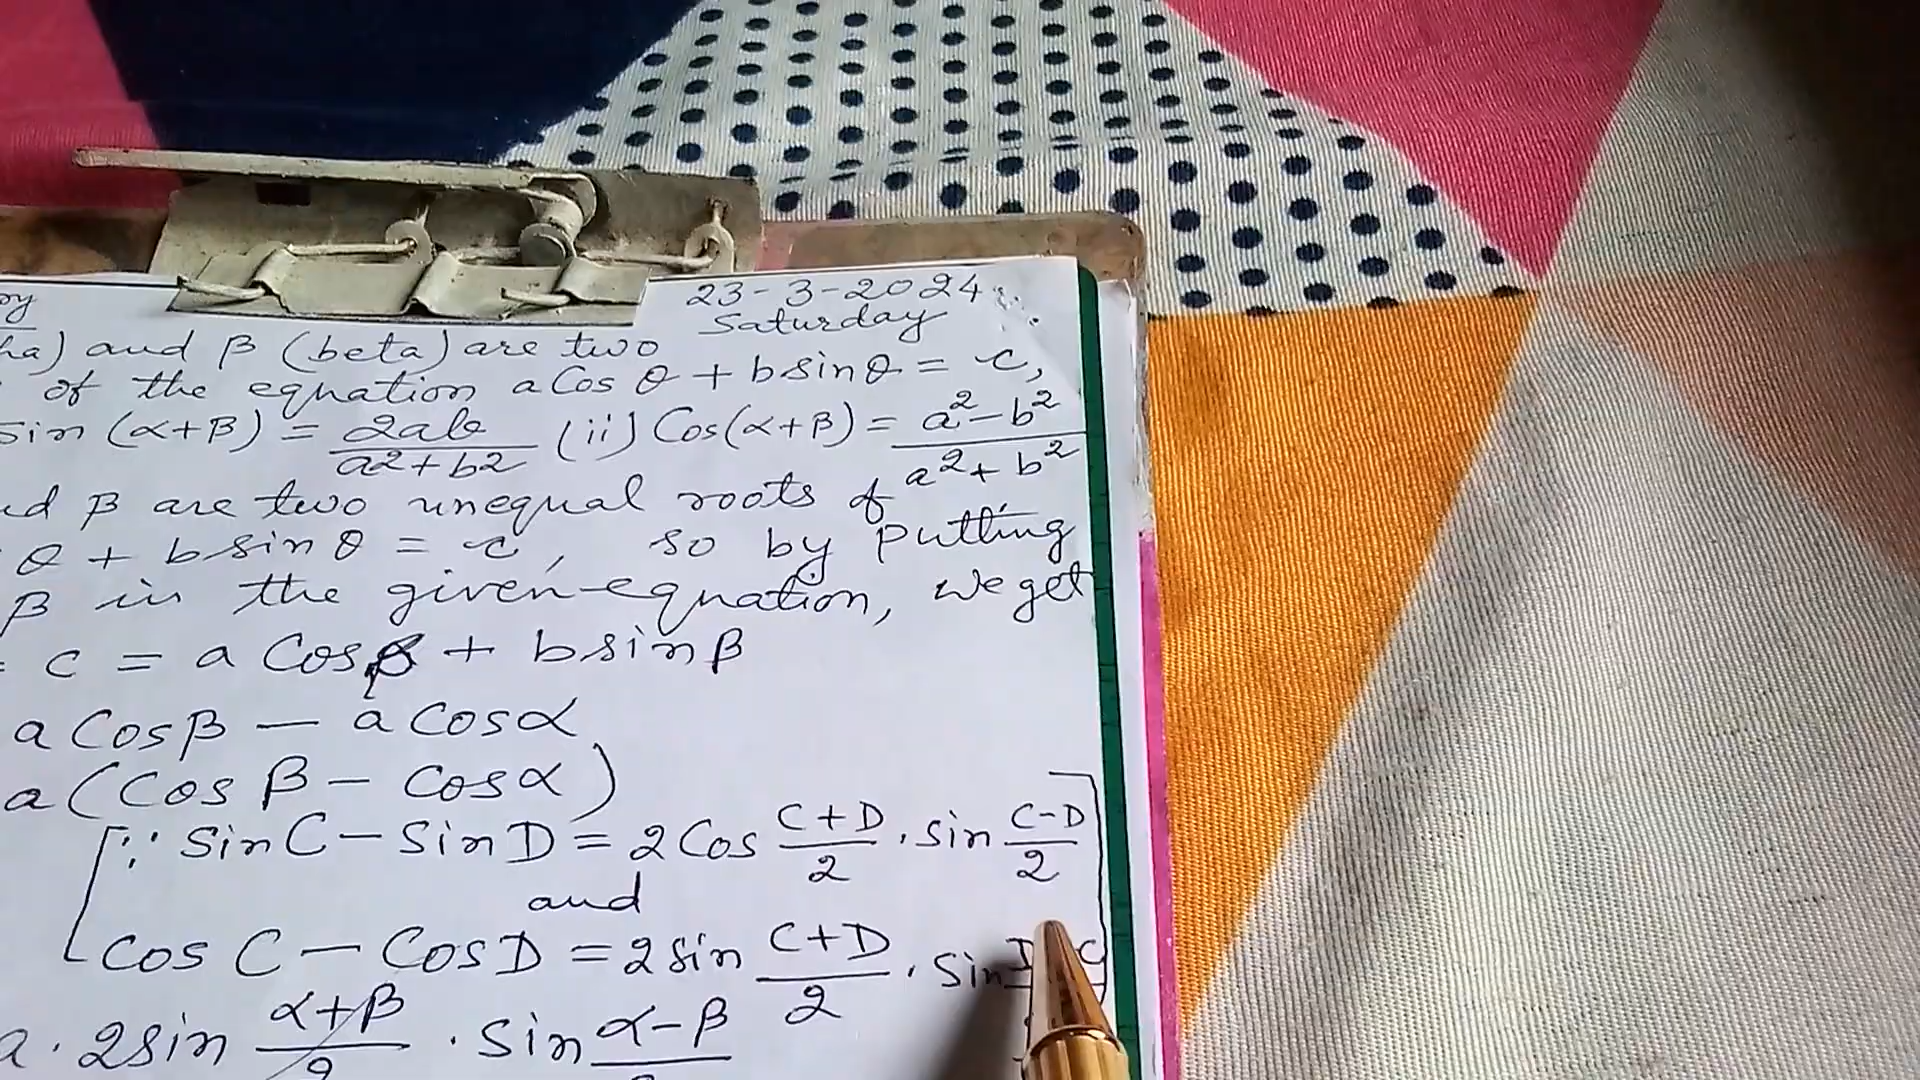 23-3-2024
Saturday
and β (beta) are two
of the equation a Cos θ + b sin θ = c,
Sin (α+β) = 2ab / a²+b² (ii) Cos(α+β) = a²-b² / a²+b²
β are two unequal roots of
θ + b sin θ = c, so by putting
β in the given equation, we get
= c = a Cos β + b sin β
a Cos β - a Cos α
a (Cos β - Cos α)
[∵ Sin C - Sin D = 2 Cos C+D / 2 . sin C-D / 2
and
Cos C - Cos D = 2 sin C+D / 2 . Sin
a . 2 sin α+β / 2 . Sin α-β